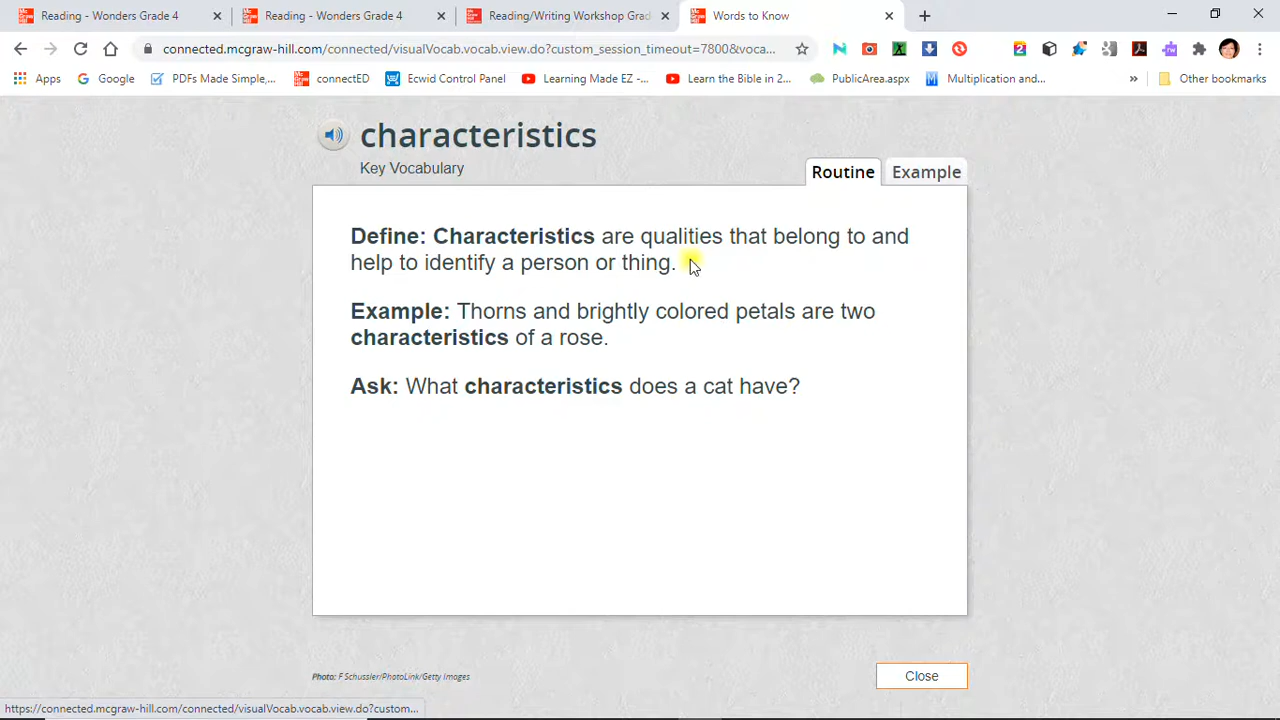 Reading - Wonders Grade 4
Reading - Wonders Grade 4
Reading/Writing Workshop Grad
Words to Know
connected.mcgraw-hill.com/connected/visualVocab.vocab.view.do?custom_session_timeout=7800&voca...
Apps
Google
PDFs Made Simple,...
connectED
Ecwid Control Panel
Learning Made EZ -...
Learn the Bible in 2...
PublicArea.aspx
Multiplication and...
»
Other bookmarks
characteristics
Key Vocabulary
Routine
Example
Define: Characteristics are qualities that belong to and
help to identify a person or thing.
Example: Thorns and brightly colored petals are two
characteristics of a rose.
Ask: What characteristics does a cat have?
Photo: F Schussler/PhotoLink/Getty Images
Close
https://connected.mcgraw-hill.com/connected/visualVocab.vocab.view.do?custom...